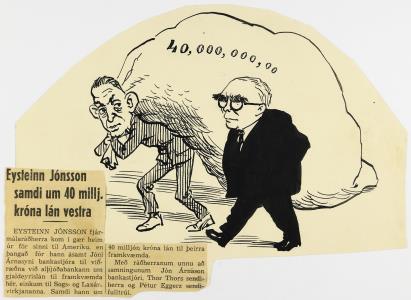 40,000,000,00
Eysteinn Jónsson
samdi um 40 millj.
króna lán vestra
EYSTEINN JÓNSSON fjár-
málaráðherra kom í gær heim
úr för sinni til Ameríku, en
þangað fór hann ásamt Jóni
Árnasyni bankastjóra til við-
ræðna við alþjóðabankann um
gjaldeyrislán til framkvæmda
hér, einkum til Sogs- og Laxár-
virkjananna. Samdi hann um
40 milljón króna lán til þeirra
framkvæmda.
Með ráðherranum unnu að
samningunum Jón Árnason
bankastjóri, Thor Thors sendi-
herra og Pétur Eggerz sendi-
fulltrúi.